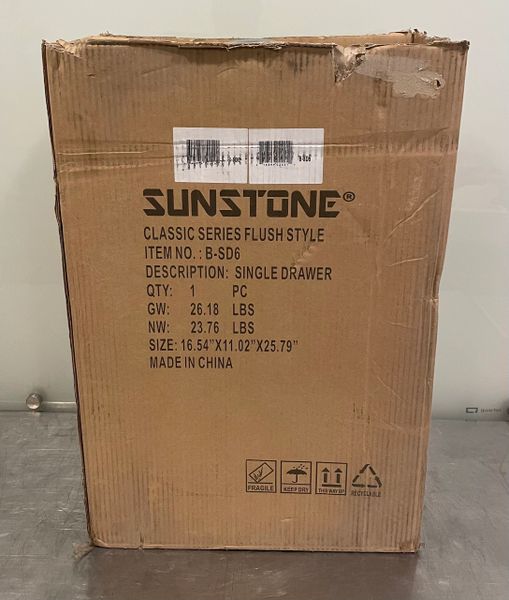 B-SD6
SUNSTONE®
CLASSIC SERIES FLUSH STYLE
ITEM NO.: B-SD6
DESCRIPTION: SINGLE DRAWER
QTY: 1 PC
GW: 26.18 LBS
NW: 23.76 LBS
SIZE: 16.54”X11.02”X25.79”
MADE IN CHINA
FRAGILE
KEEP DRY
THIS WAY UP
RECYCLABLE